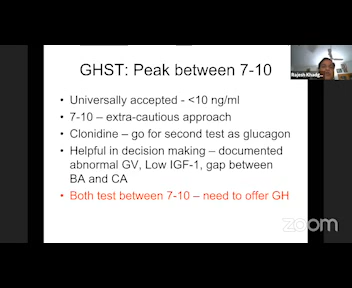 GHST: Peak between 7-10
• Universally accepted - <10 ng/ml
• 7-10 – extra-cautious approach
• Clonidine – go for second test as glucagon
• Helpful in decision making – documented
abnormal GV, Low IGF-1, gap between
BA and CA
• Both test between 7-10 – need to offer GH
Rajesh Khadg...
zoom